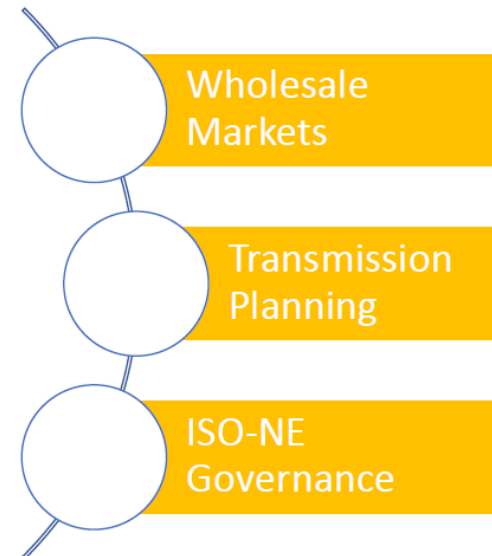 Wholesale
Markets
Transmission
Planning
ISO-NE
Governance